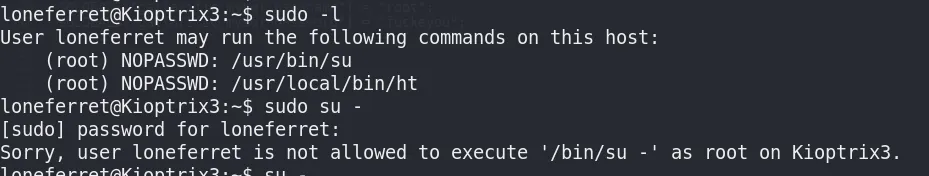 = "root";
loneferret@Kioptrix3:~$ sudo -l
User loneferret may run the following commands on this host:
    (root) NOPASSWD: /usr/bin/su
    (root) NOPASSWD: /usr/local/bin/ht
loneferret@Kioptrix3:~$ sudo su -
[sudo] password for loneferret:
Sorry, user loneferret is not allowed to execute '/bin/su -' as root on Kioptrix3.
loneferret@Kioptrix3:~$ su -